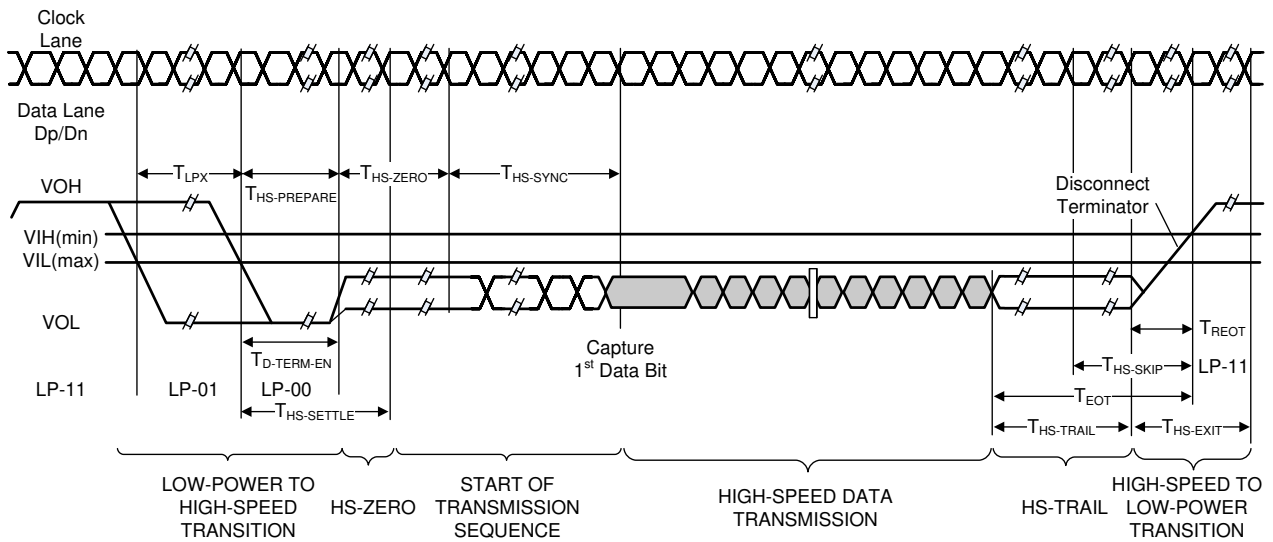 Clock
Lane
Data Lane
Dp/Dn
TLPX
THS-PREPARE
THS-ZERO
THS-SYNC
VOH
VIH(min)
VIL(max)
VOL
Disconnect
Terminator
TD-TERM-EN
Capture
1st Data Bit
TREOT
THS-SKIP
LP-11
LP-11
LP-01
LP-00
TEOT
THS-SETTLE
THS-TRAIL
THS-EXIT
LOW-POWER TO
HIGH-SPEED
TRANSITION
HS-ZERO
START OF
TRANSMISSION
SEQUENCE
HIGH-SPEED DATA
TRANSMISSION
HS-TRAIL
HIGH-SPEED TO
LOW-POWER
TRANSITION